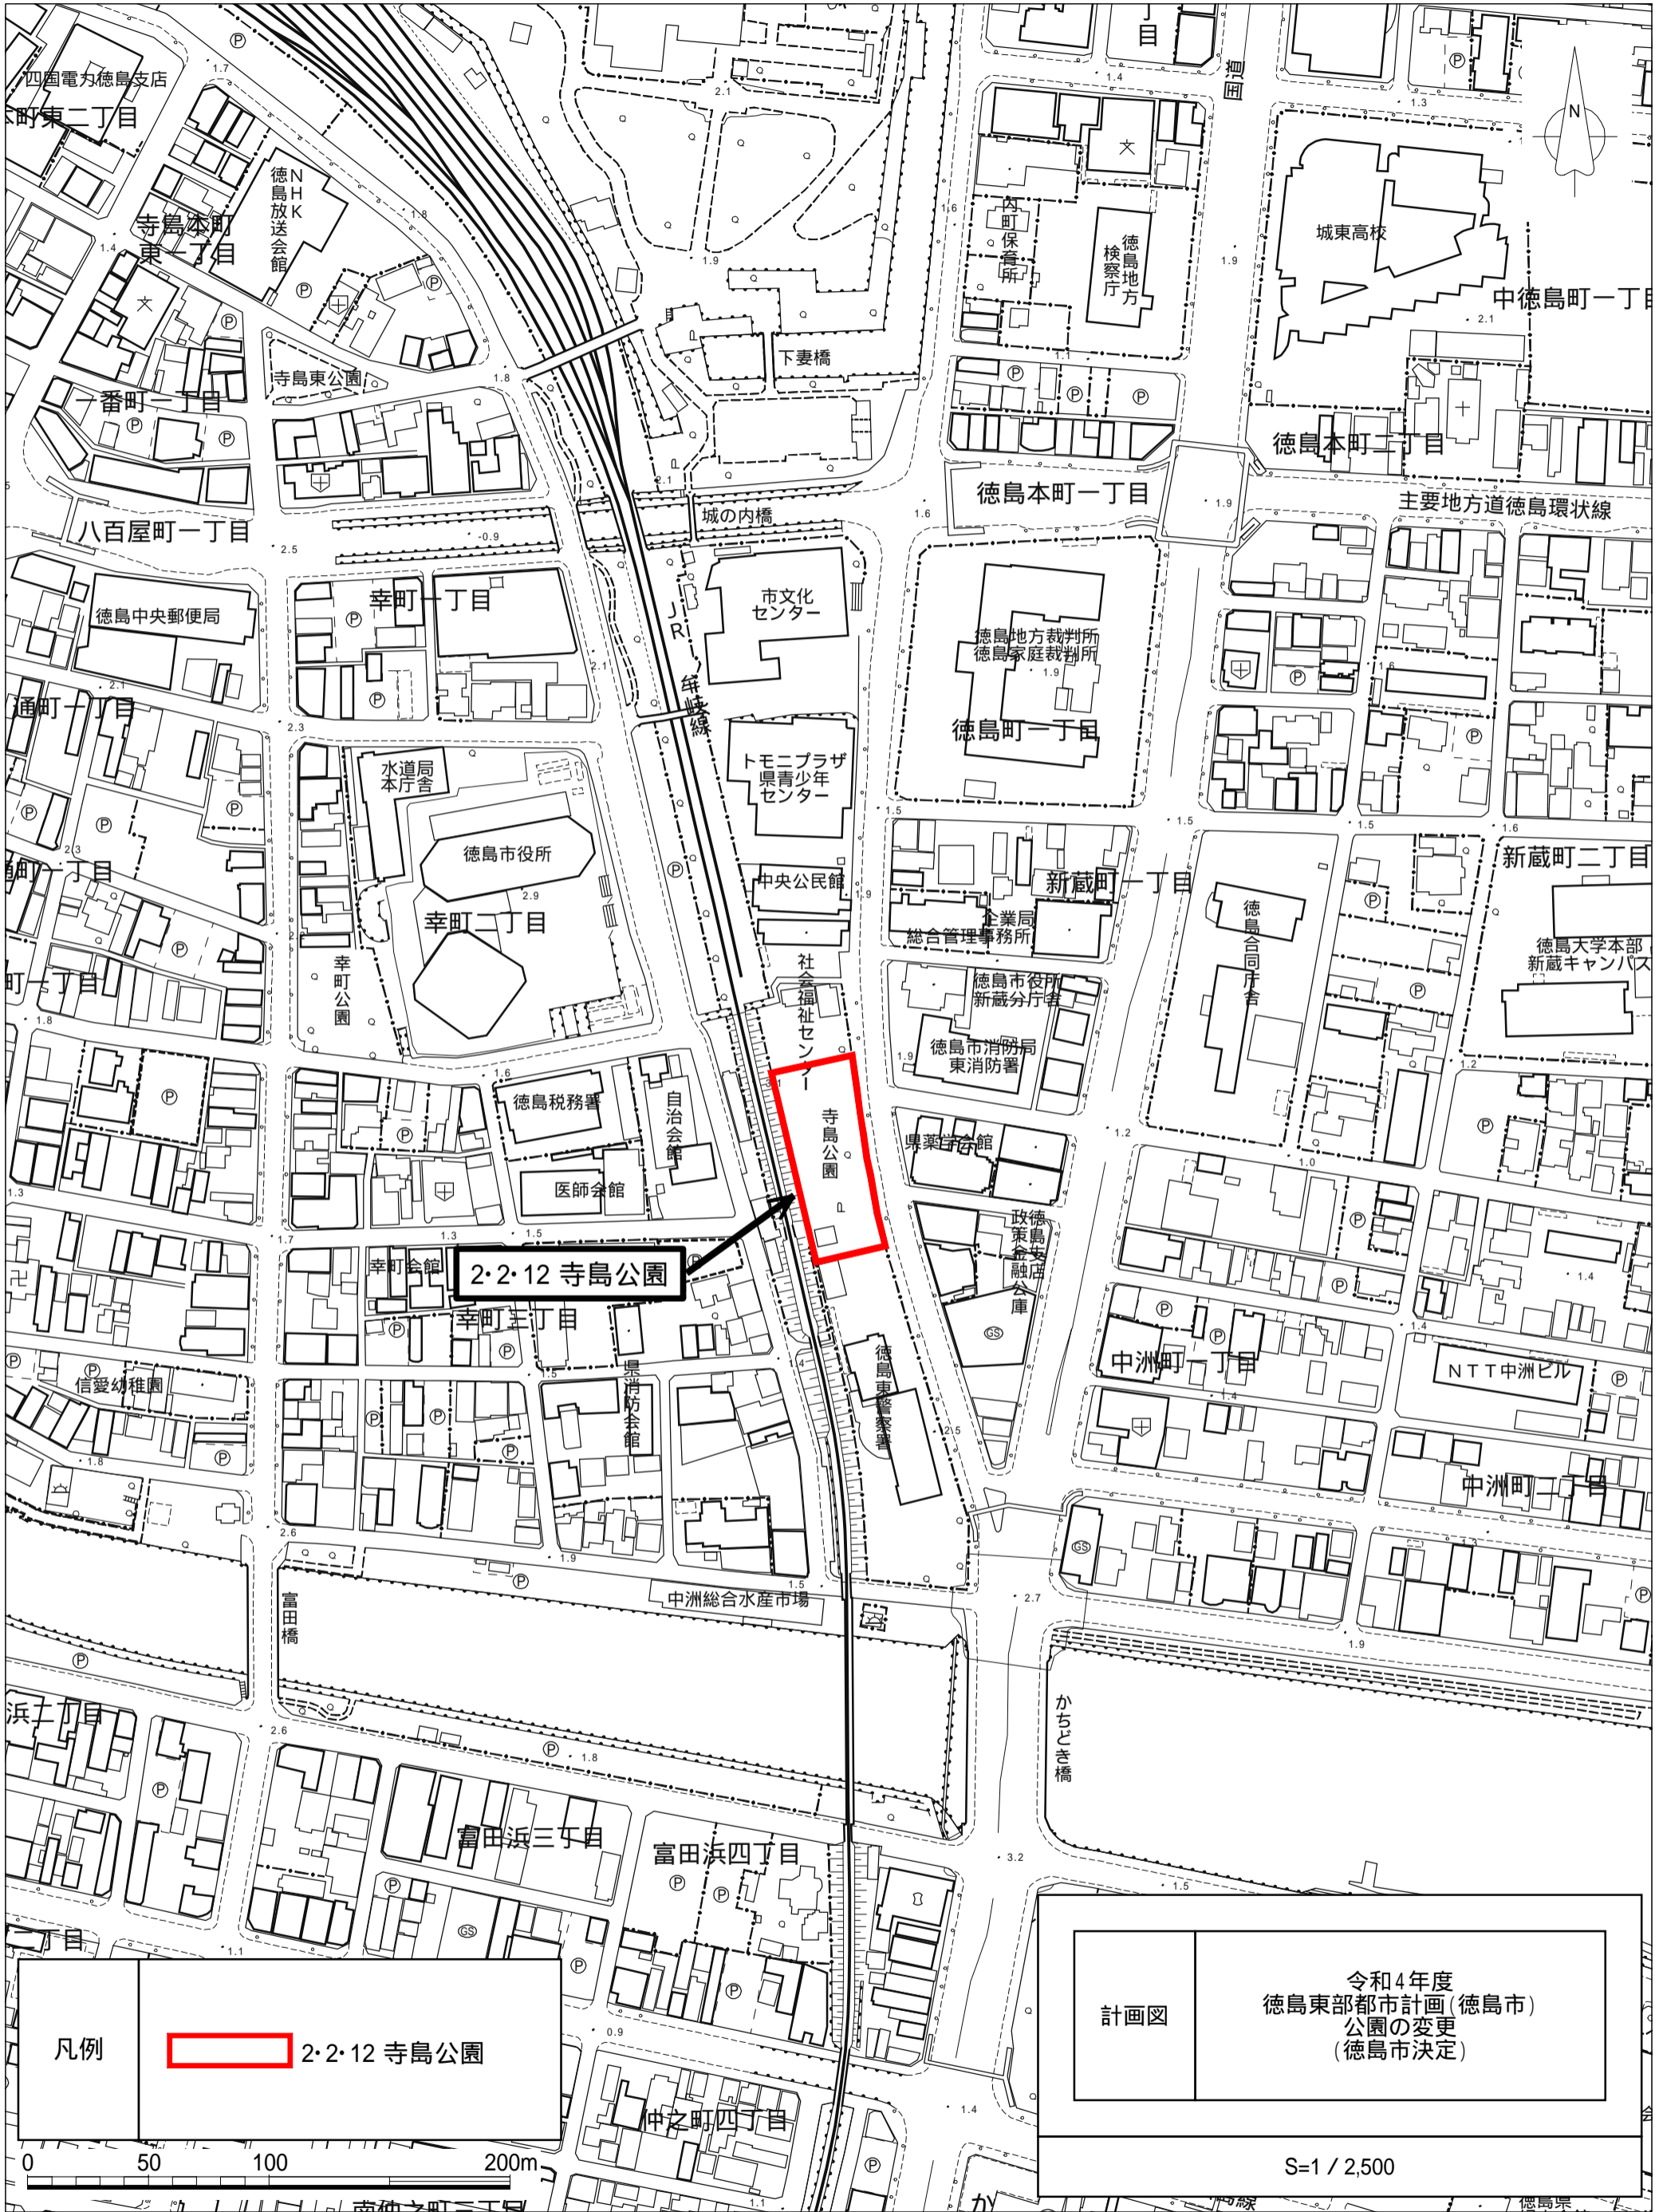 四国電力徳島支店
本町東二丁目
NHK
徳島放送会館
寺島本町
東一丁目
寺島東公園
一番町一丁目
八百屋町一丁目
徳島中央郵便局
幸町一丁目
通町一丁目
水道局
本庁舎
徳島市役所
幸町二丁目
幸町公園
徳島税務署
自治会館
医師会館
幸町会館
幸町三丁目
信愛幼稚園
県消防会館
2・2・12 寺島公園
下妻橋
城の内橋
市文化
センター
JR
牟岐線
トモニプラザ
県青少年
センター
中央公民館
社会福祉センター
寺島公園
徳島東警察署
中洲総合水産市場
富田橋
国道
N
内町保育所
徳島地方
検察庁
城東高校
中徳島町一丁目
徳島本町一丁目
徳島本町二丁目
主要地方道徳島環状線
徳島地方裁判所
徳島家庭裁判所
徳島町一丁目
新蔵町一丁目
新蔵町二丁目
企業局
総合管理事務所
徳島合同庁舎
徳島大学本部
新蔵キャンパス
徳島市役所
新蔵分庁舎
徳島市消防局
東消防署
県薬学会館
徳島支店
政策金融公庫
GS
中洲町一丁目
NTT中洲ビル
中洲町二丁目
GS
かちどき橋
浜二丁目
富田浜三丁目
富田浜四丁目
GS
仲之町四丁目
南仲之町三丁目
凡例
2・2・12 寺島公園
0 50 100 200m
計画図
令和4年度
徳島東部都市計画(徳島市)
公園の変更
(徳島市決定)
S=1 / 2,500